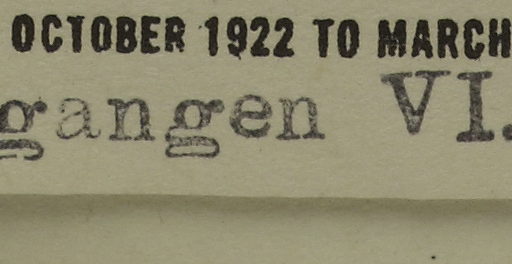 OCTOBER 1922 TO MARCH
gangen VI.